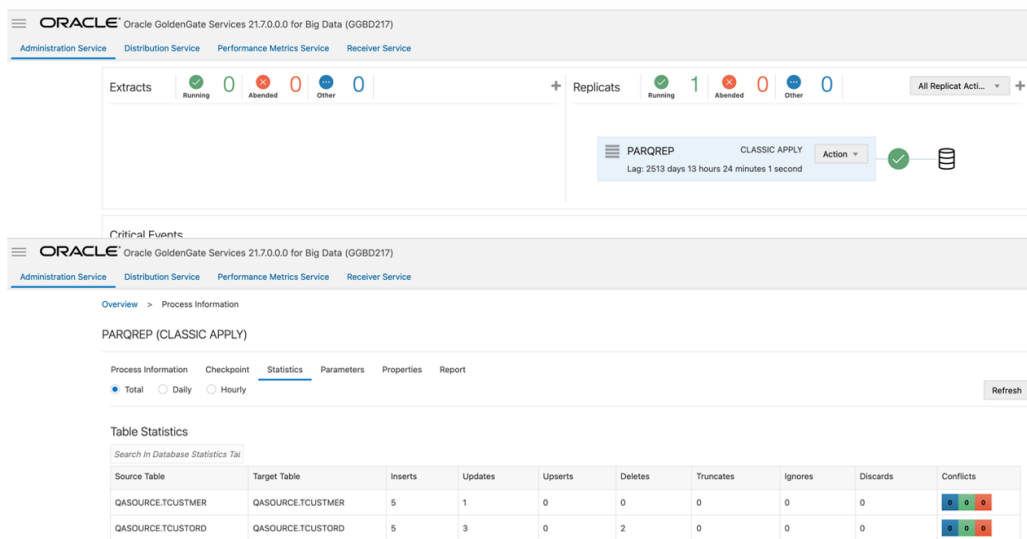 ORACLE Oracle GoldenGate Services 21.7.0.0.0 for Big Data (GGBD217)
Administration Service Distribution Service Performance Metrics Service Receiver Service
Extracts Running 0 Abended 0 Other 0 + Replicats Running 1 Abended 0 Other 0 All Replicat Acti... +
PARQREP CLASSIC APPLY Action
Lag: 2513 days 13 hours 24 minutes 1 second
Critical Events
ORACLE Oracle GoldenGate Services 21.7.0.0.0 for Big Data (GGBD217)
Administration Service Distribution Service Performance Metrics Service Receiver Service
Overview > Process Information
PARQREP (CLASSIC APPLY)
Process Information Checkpoint Statistics Parameters Properties Report
Total Daily Hourly
Refresh
Table Statistics
Search In Database Statistics Tal
Source Table Target Table Inserts Updates Upserts Deletes Truncates Ignores Discards Conflicts
QASOURCE.TCUSTMER QASOURCE.TCUSTMER 5 1 0 0 0 0 0 0 0 0
QASOURCE.TCUSTORD QASOURCE.TCUSTORD 5 3 0 2 0 0 0 0 0 0